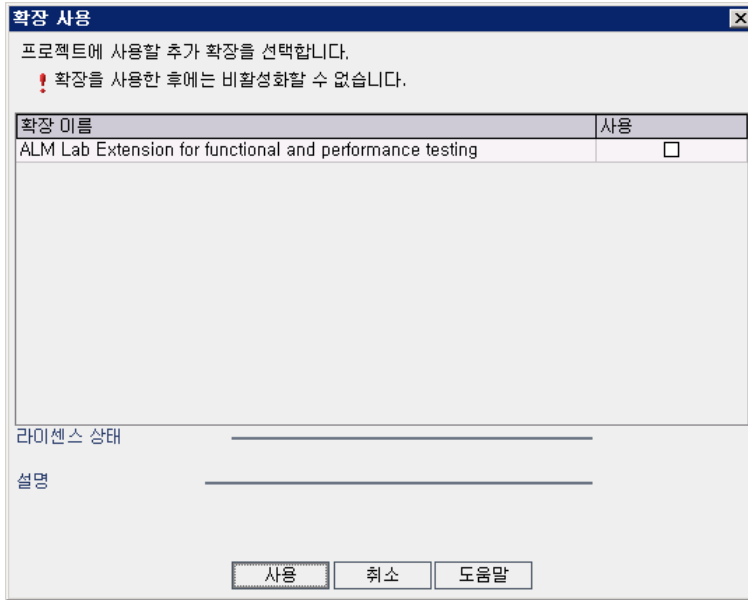 확장 사용
프로젝트에 사용할 추가 확장을 선택합니다.
확장을 사용한 후에는 비활성화할 수 없습니다.
확장 이름 사용
ALM Lab Extension for functional and performance testing
라이센스 상태
설명
사용 취소 도움말